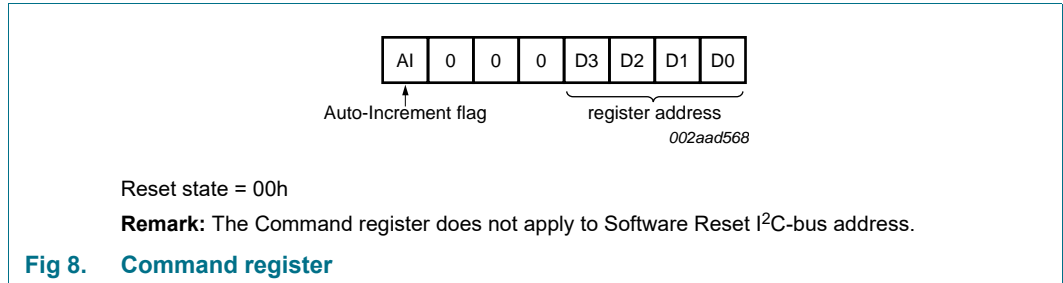 AI 0 0 0 D3 D2 D1 D0
Auto-Increment flag register address
002aad568
Reset state = 00h
Remark: The Command register does not apply to Software Reset I²C-bus address.
Fig 8. Command register